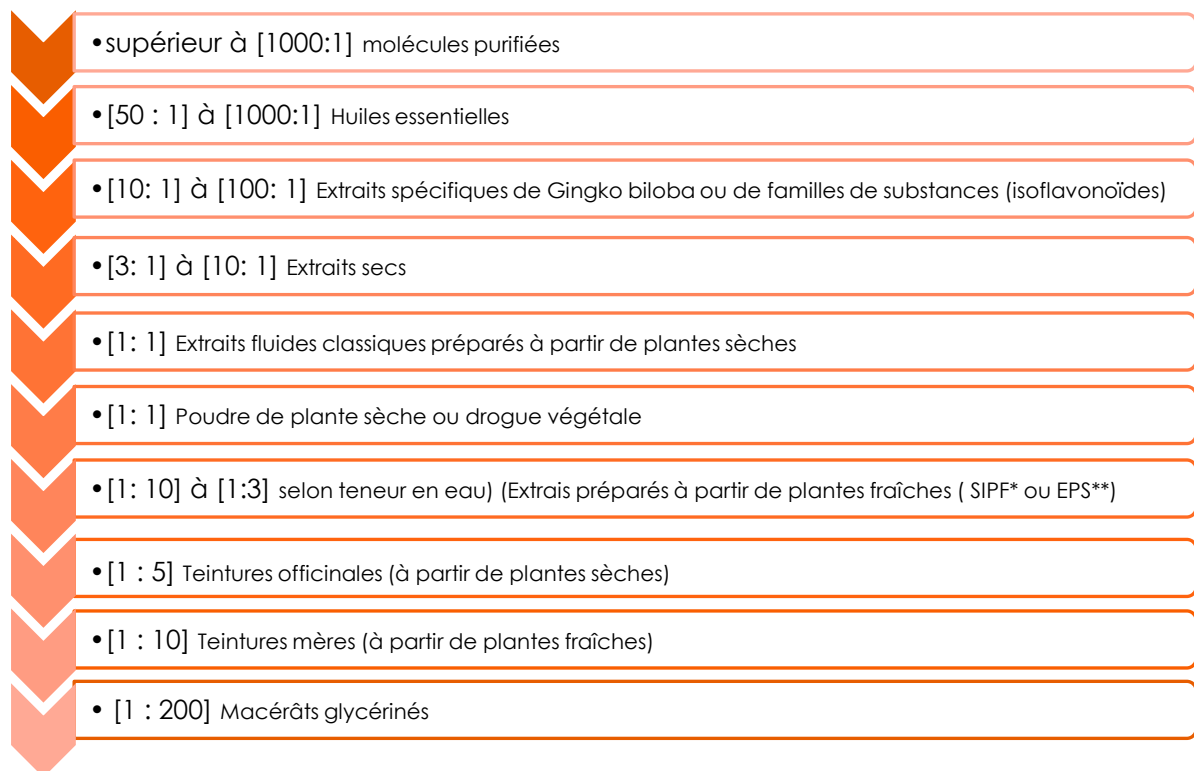 •supérieur à [1000:1] molécules purifiées
•[50 : 1] à [1000:1] Huiles essentielles
•[10: 1] à [100: 1] Extraits spécifiques de Gingko biloba ou de familles de substances (isoflavonoïdes)
•[3: 1] à [10: 1] Extraits secs
•[1: 1] Extraits fluides classiques préparés à partir de plantes sèches
•[1: 1] Poudre de plante sèche ou drogue végétale
•[1: 10] à [1:3] selon teneur en eau) (Extrais préparés à partir de plantes fraîches ( SIPF* ou EPS**)
•[1 : 5] Teintures officinales (à partir de plantes sèches)
•[1 : 10] Teintures mères (à partir de plantes fraîches)
• [1 : 200] Macérâts glycérinés